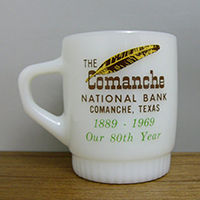 THE
Comanche
NATIONAL BANK
COMANCHE, TEXAS
1889 - 1969
Our 80th Year